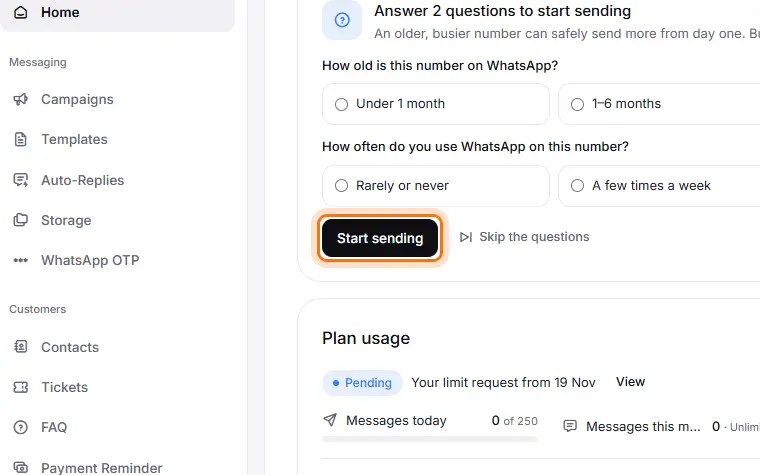 Home
Messaging
Campaigns
Templates
Auto-Replies
Storage
WhatsApp OTP
Customers
Contacts
Tickets
FAQ
Payment Reminder
Answer 2 questions to start sending
An older, busier number can safely send more from day one.
How old is this number on WhatsApp?
Under 1 month
1–6 months
How often do you use WhatsApp on this number?
Rarely or never
A few times a week
Start sending
Skip the questions
Plan usage
Pending
Your limit request from 19 Nov
View
Messages today
0 of 250
Messages this m...
0 ·